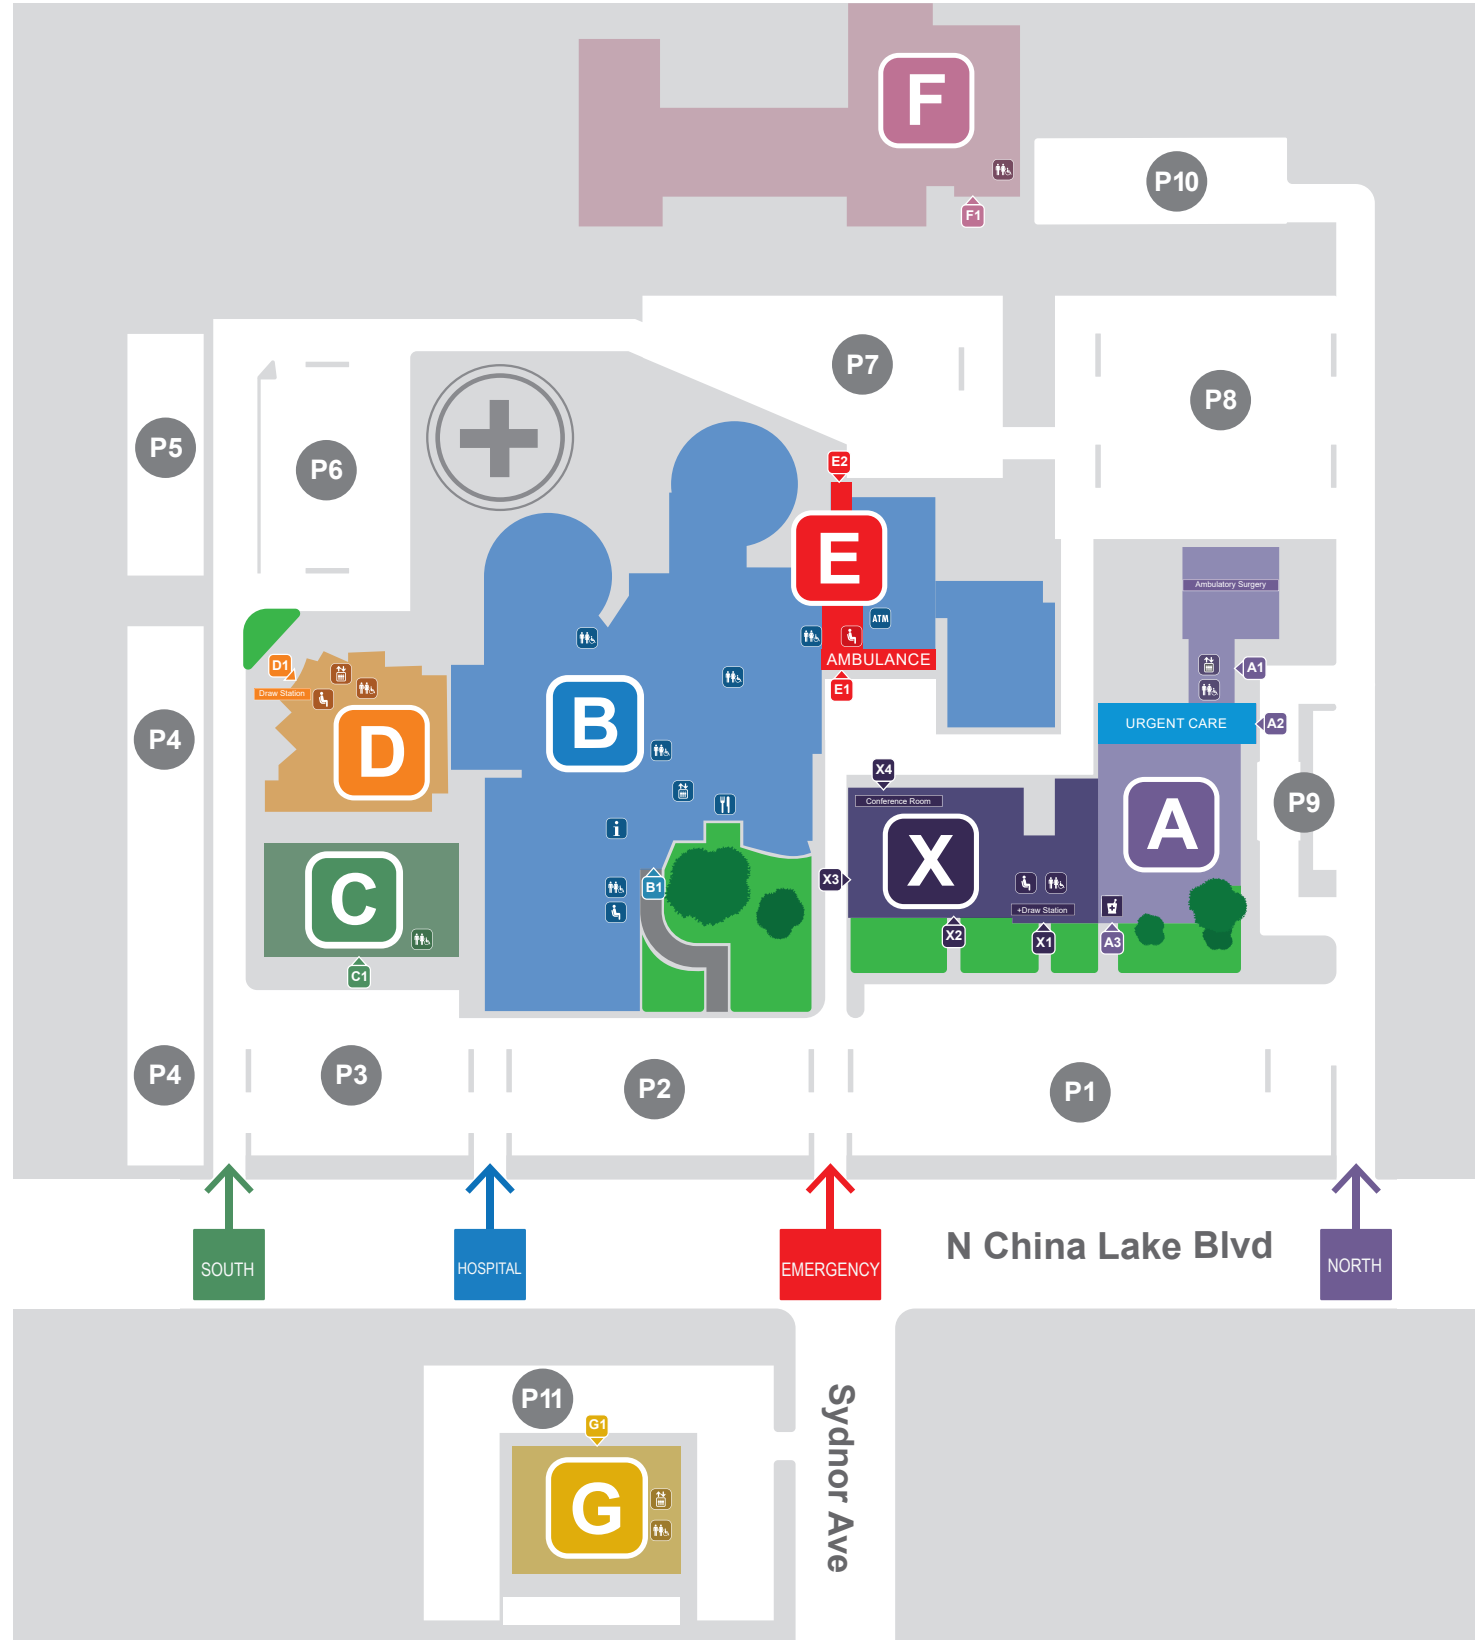 F
P10
F1
P7
P8
P5
P6
E2
E
Ambulatory Surgery
ATM
AMBULANCE
D1
Draw Station
A1
E1
B
URGENT CARE
A2
P4
D
X4
Conference Room
P9
A
i
X
X3
B1
C
+Draw Station
X2
X1
A3
C1
P4
P3
P2
P1
N China Lake Blvd
SOUTH
HOSPITAL
EMERGENCY
NORTH
P11
G1
G
Sydnor Ave